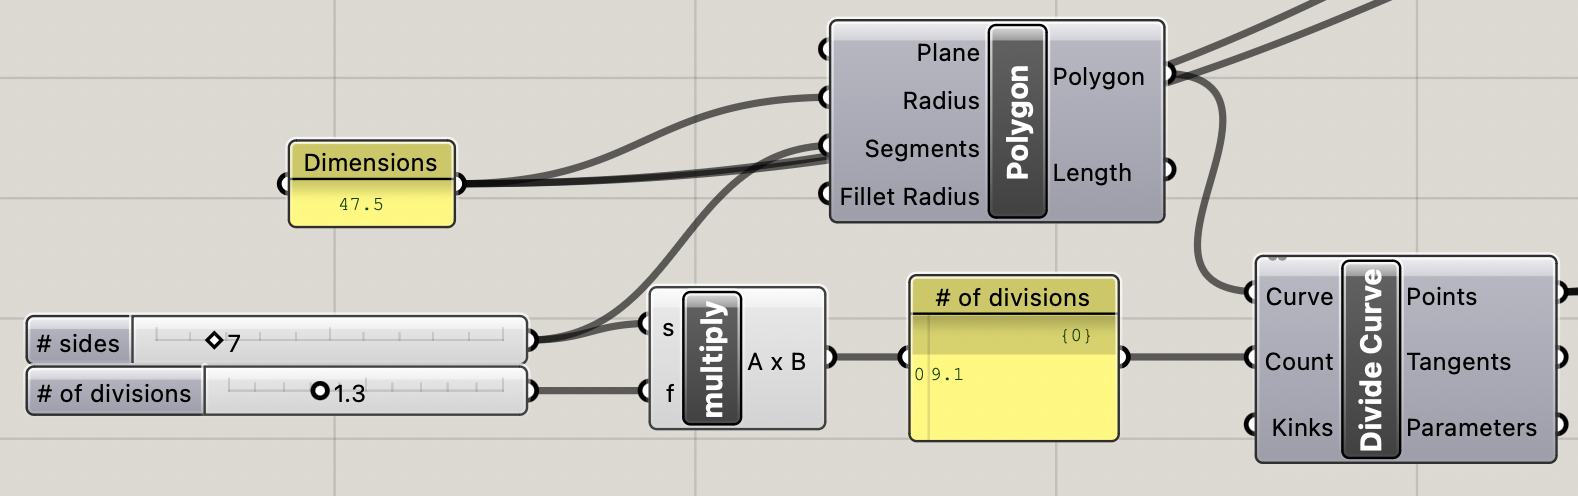 Plane
Radius
Segments
Fillet Radius
Polygon
Polygon
Length
Dimensions
47.5
# sides
7
# of divisions
1.3
s
f
multiply
A x B
# of divisions
{0}
0 9.1
Curve
Count
Kinks
Divide Curve
Points
Tangents
Parameters